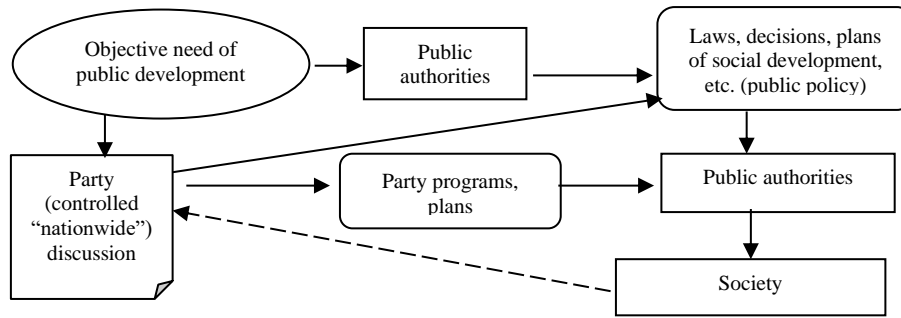 Objective need of
public development
Public
authorities
Laws, decisions, plans
of social development,
etc. (public policy)
Party
(controlled
“nationwide”)
discussion
Party programs,
plans
Public authorities
Society